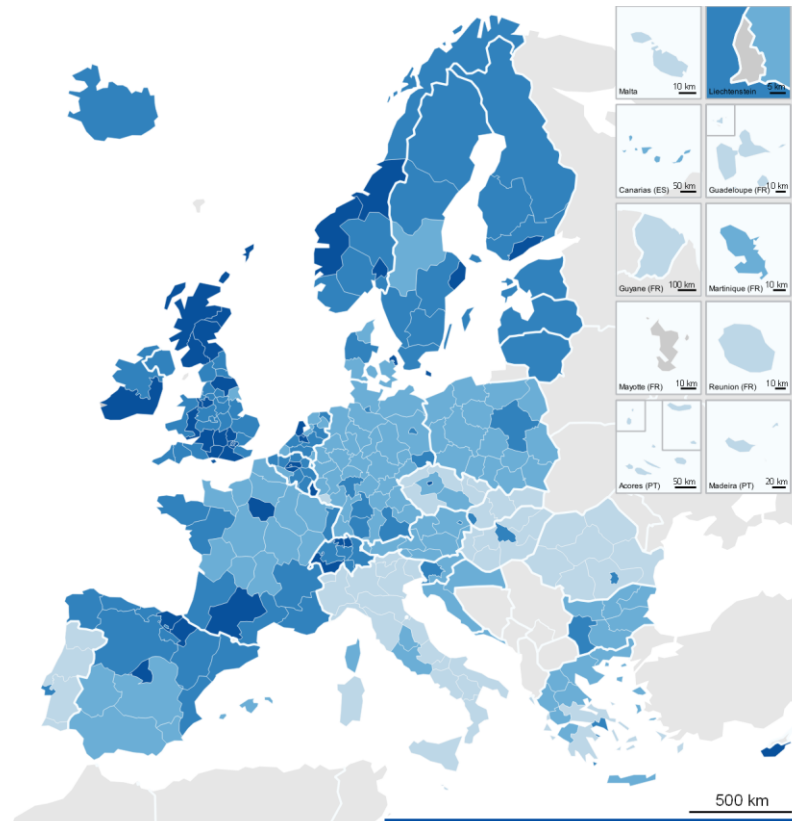 Malta
10 km
Liechtenstein
5 km
Canarias (ES)
50 km
Guadeloupe (FR)
10 km
Guyane (FR)
100 km
Martinique (FR)
10 km
Mayotte (FR)
10 km
Reunion (FR)
10 km
Acores (PT)
50 km
Madeira (PT)
20 km
500 km